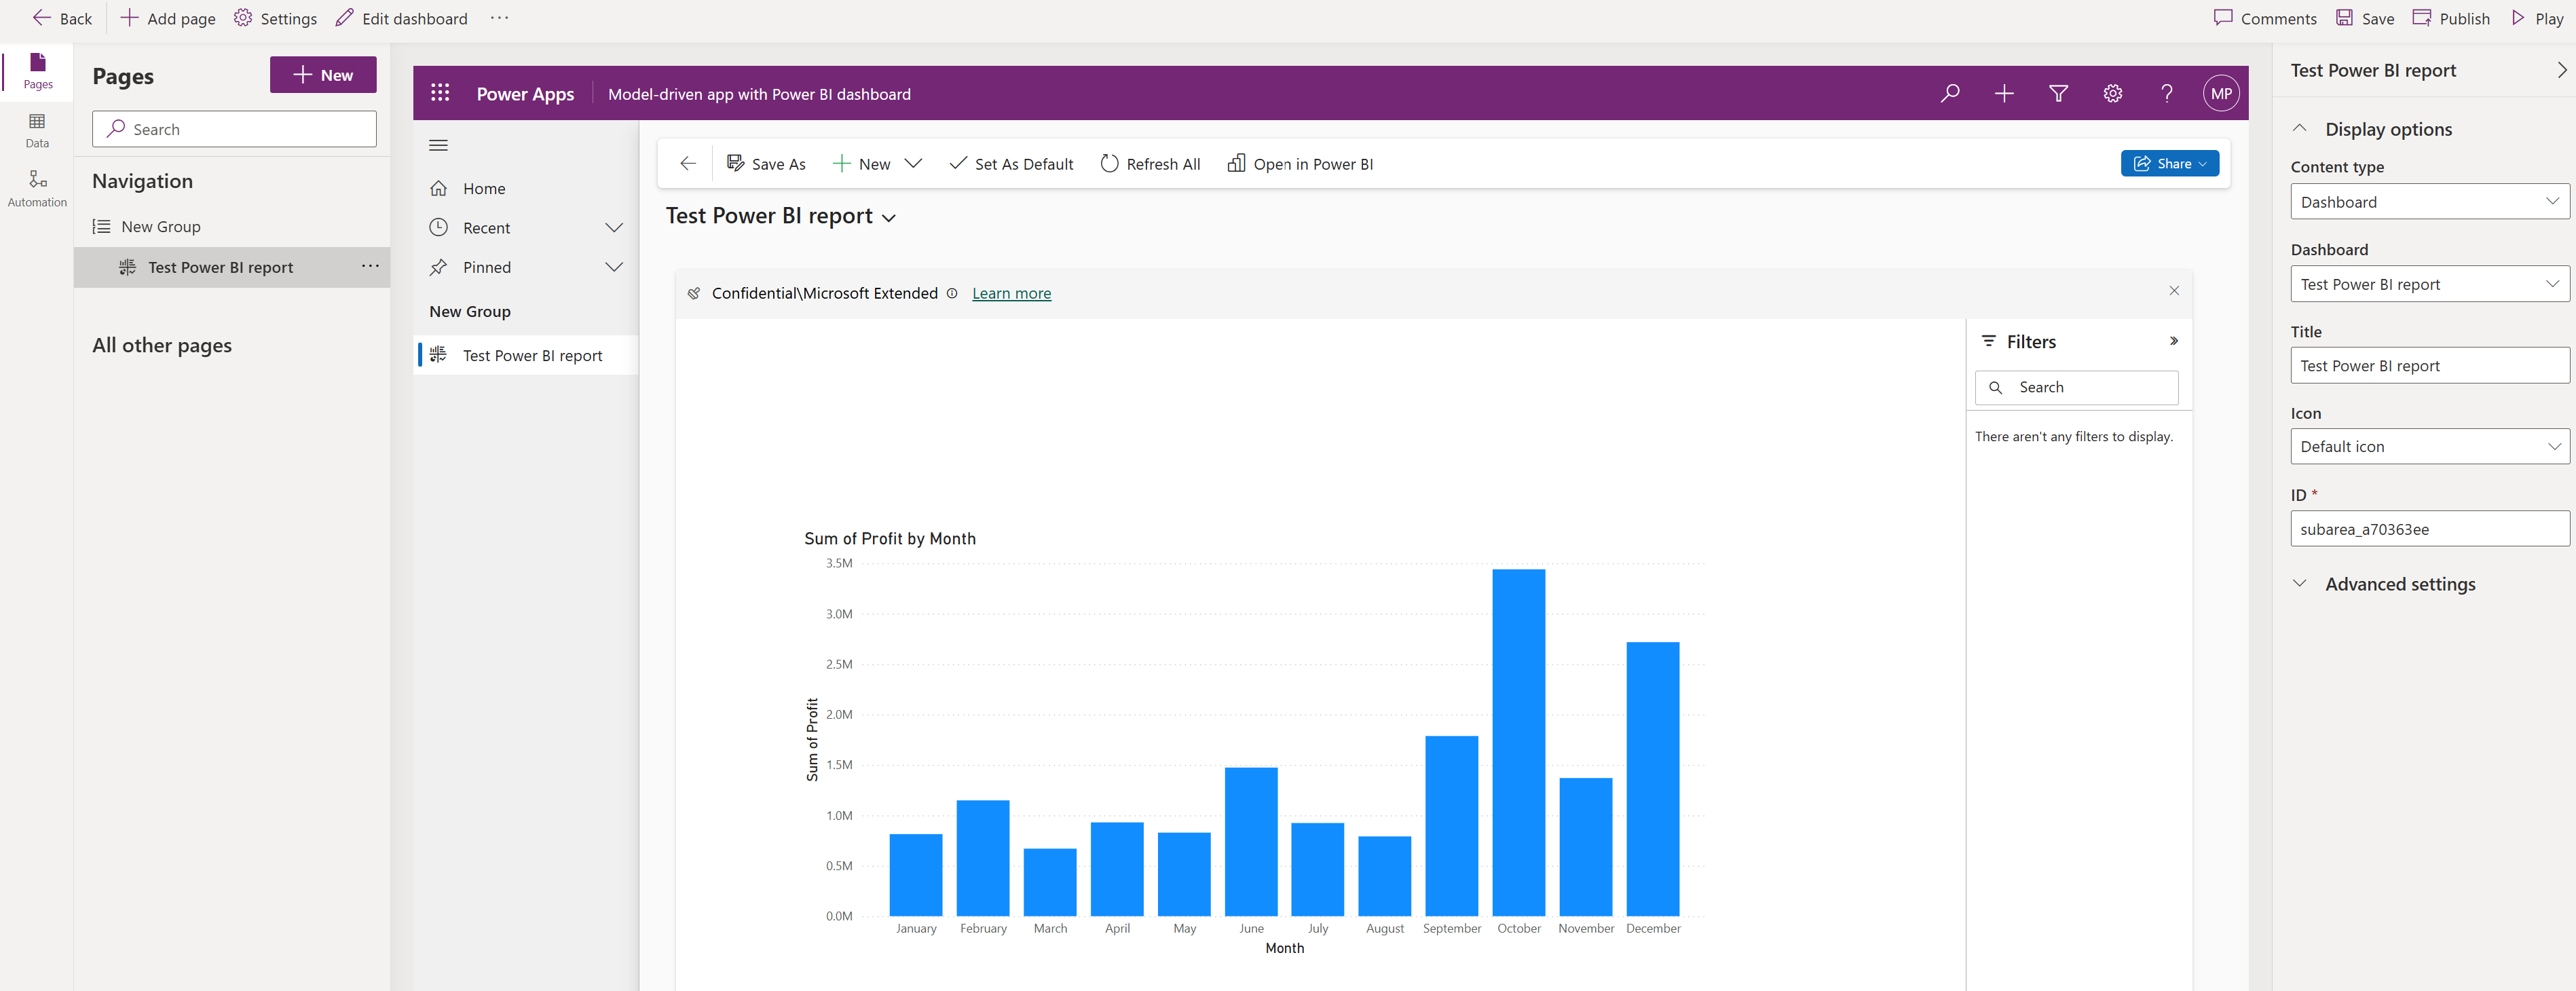 Back
Add page
Settings
Edit dashboard
Comments
Save
Publish
Play
Pages
Data
Automation
Pages
New
Search
Navigation
New Group
Test Power BI report
All other pages
Power Apps
Model-driven app with Power BI dashboard
?
MP
Home
Recent
Pinned
New Group
Test Power BI report
Save As
New
Set As Default
Refresh All
Open in Power BI
Share
Test Power BI report
Confidential\Microsoft Extended
Learn more
Filters
Search
There aren't any filters to display.
Sum of Profit by Month
3.5M
3.0M
2.5M
2.0M
1.5M
1.0M
0.5M
0.0M
Sum of Profit
January
February
March
April
May
June
July
August
September
October
November
December
Month
Test Power BI report
Display options
Content type
Dashboard
Dashboard
Test Power BI report
Title
Test Power BI report
Icon
Default icon
ID *
subarea_a70363ee
Advanced settings